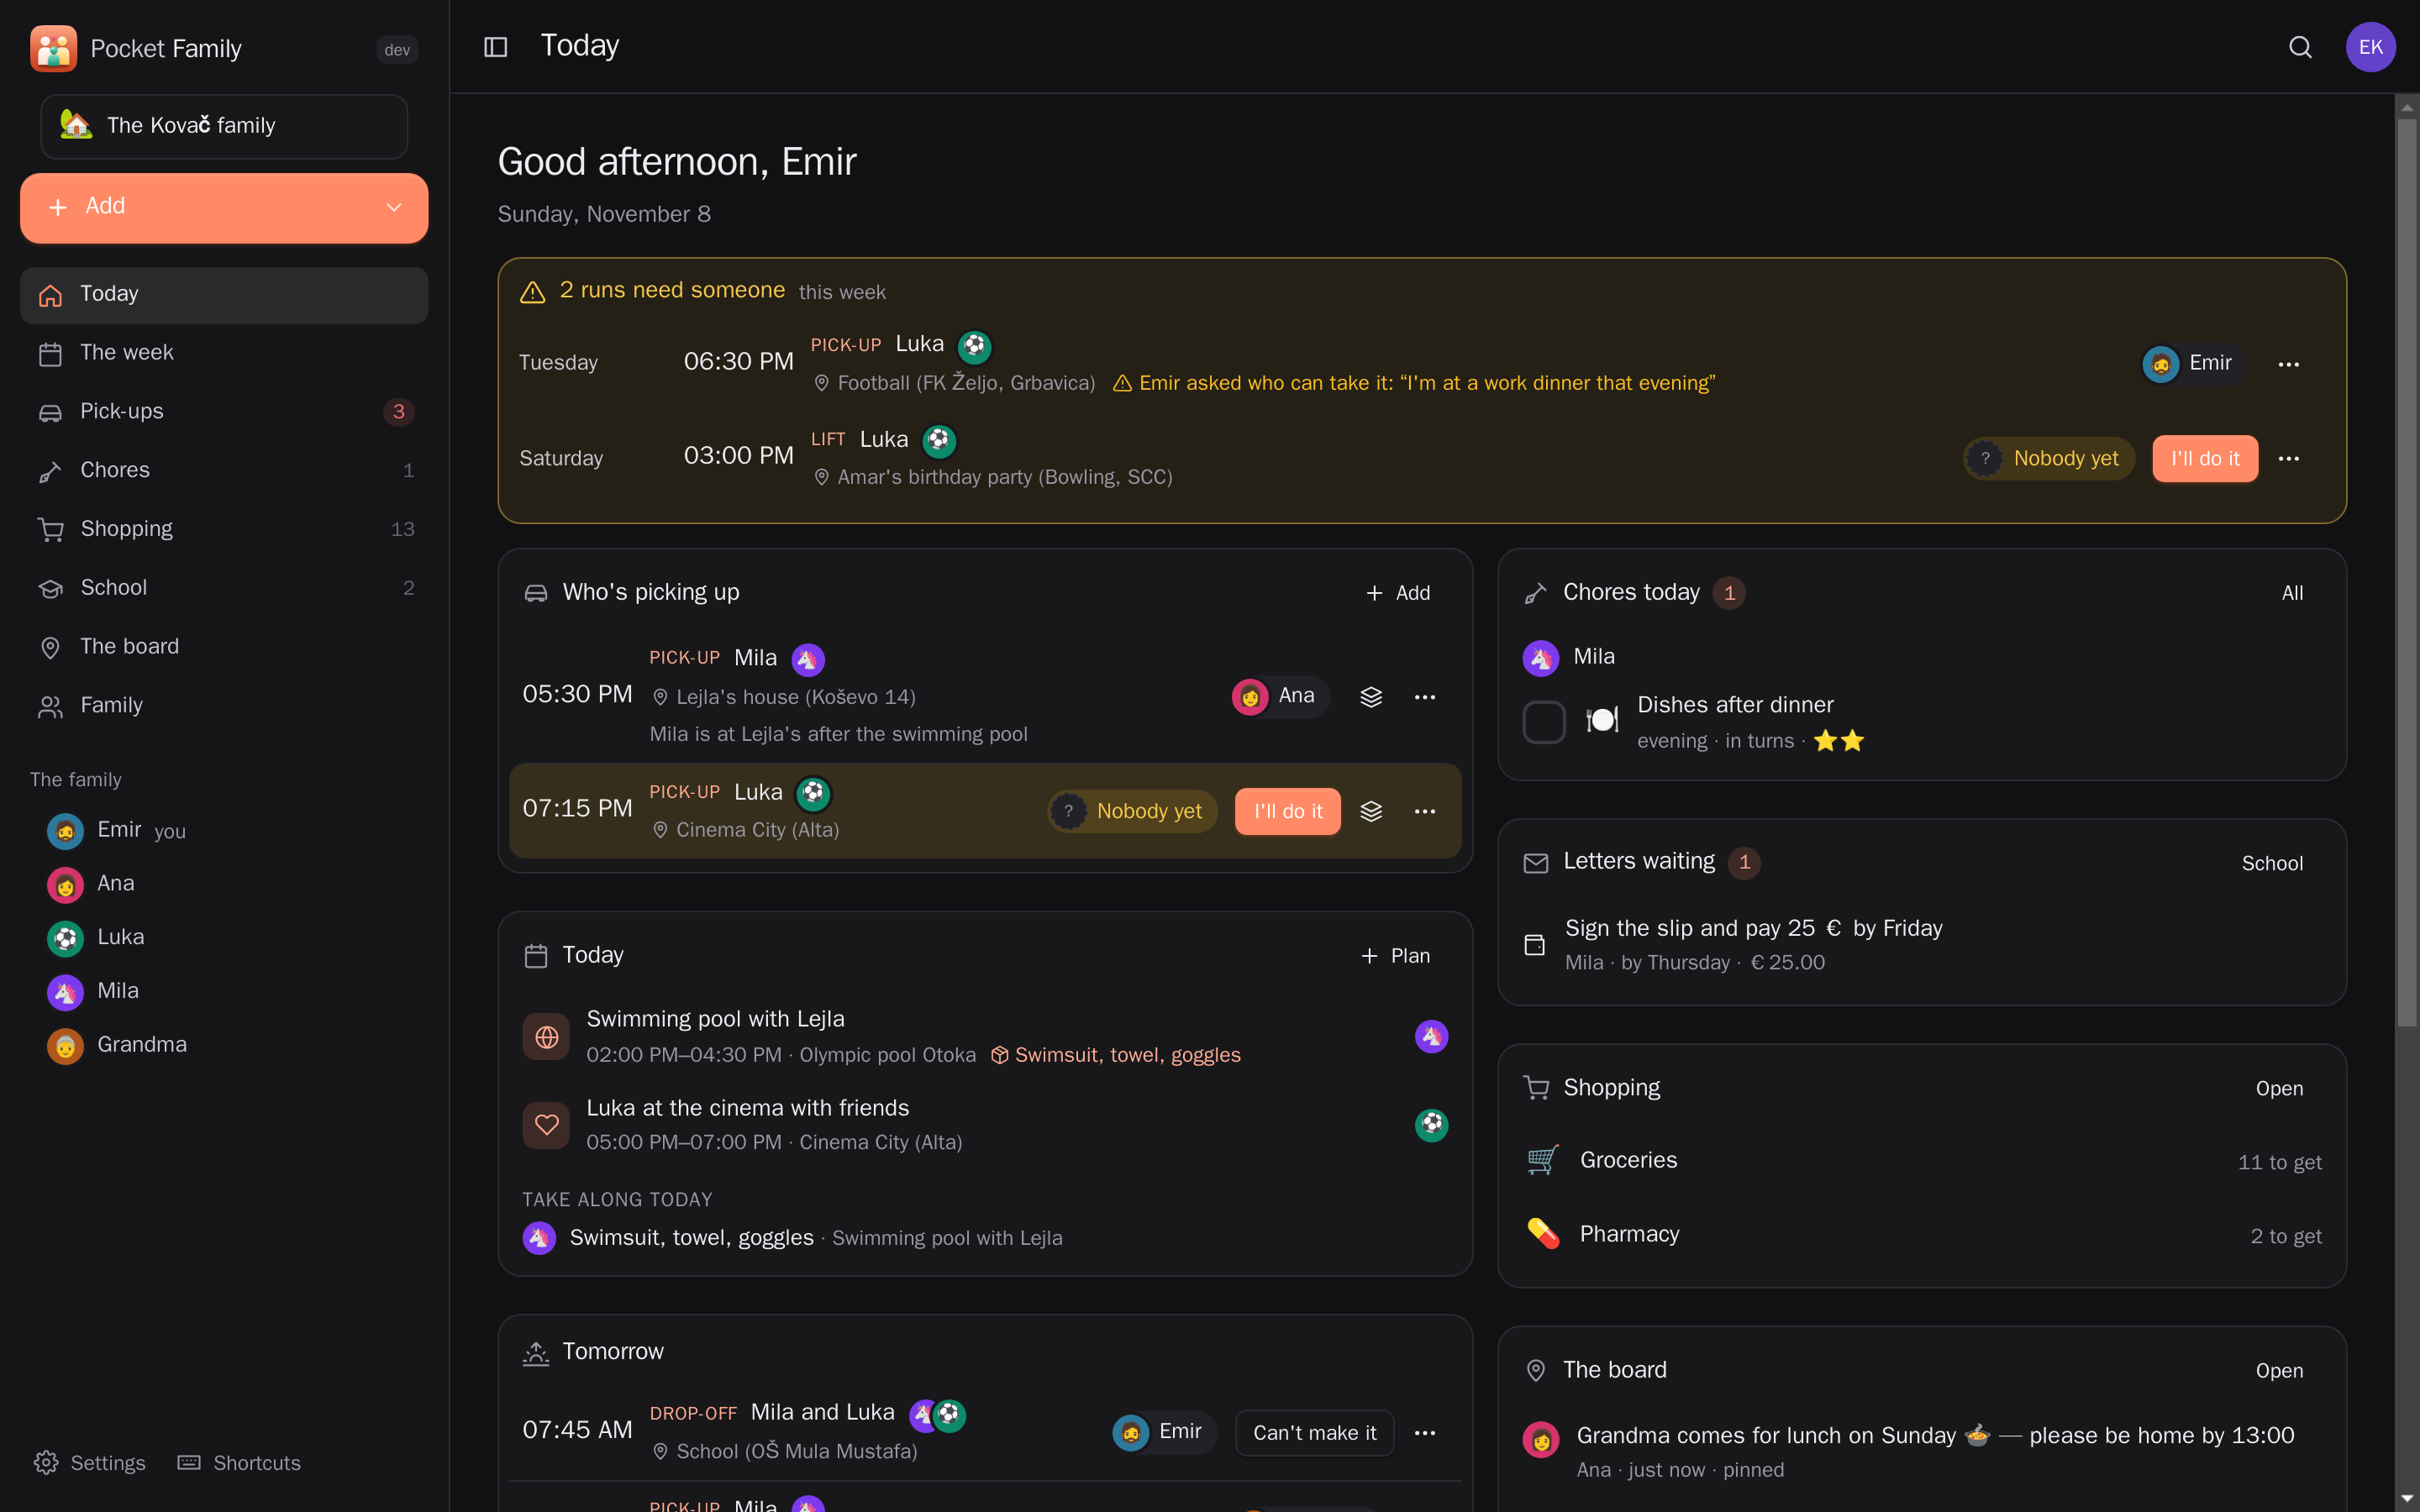 Pocket Family
dev
The Kovač family
Add
Today
The week
Pick-ups
3
Chores
1
Shopping
13
School
2
The board
Family
The family
Emir you
Ana
Luka
Mila
Grandma
Settings
Shortcuts
Today
EK
Good afternoon, Emir
Sunday, November 8
2 runs need someone this week
Tuesday
06:30 PM
PICK-UP Luka
Football (FK Željo, Grbavica) Emir asked who can take it: “I'm at a work dinner that evening”
Emir
Saturday
03:00 PM
LIFT Luka
Amar's birthday party (Bowling, SCC)
? Nobody yet
I'll do it
Who's picking up
Add
05:30 PM
PICK-UP Mila
Lejla's house (Koševo 14)
Mila is at Lejla's after the swimming pool
Ana
07:15 PM
PICK-UP Luka
Cinema City (Alta)
? Nobody yet
I'll do it
Today
Plan
Swimming pool with Lejla
02:00 PM–04:30 PM · Olympic pool Otoka Swimsuit, towel, goggles
Luka at the cinema with friends
05:00 PM–07:00 PM · Cinema City (Alta)
TAKE ALONG TODAY
Swimsuit, towel, goggles · Swimming pool with Lejla
Tomorrow
07:45 AM
DROP-OFF Mila and Luka
School (OŠ Mula Mustafa)
Emir
Can't make it
PICK-UP Mila
Chores today 1
All
Mila
Dishes after dinner
evening · in turns · ⭐⭐
Letters waiting 1
School
Sign the slip and pay 25 € by Friday
Mila · by Thursday · €25.00
Shopping
Open
Groceries
11 to get
Pharmacy
2 to get
The board
Open
Grandma comes for lunch on Sunday 🍲 — please be home by 13:00
Ana · just now · pinned